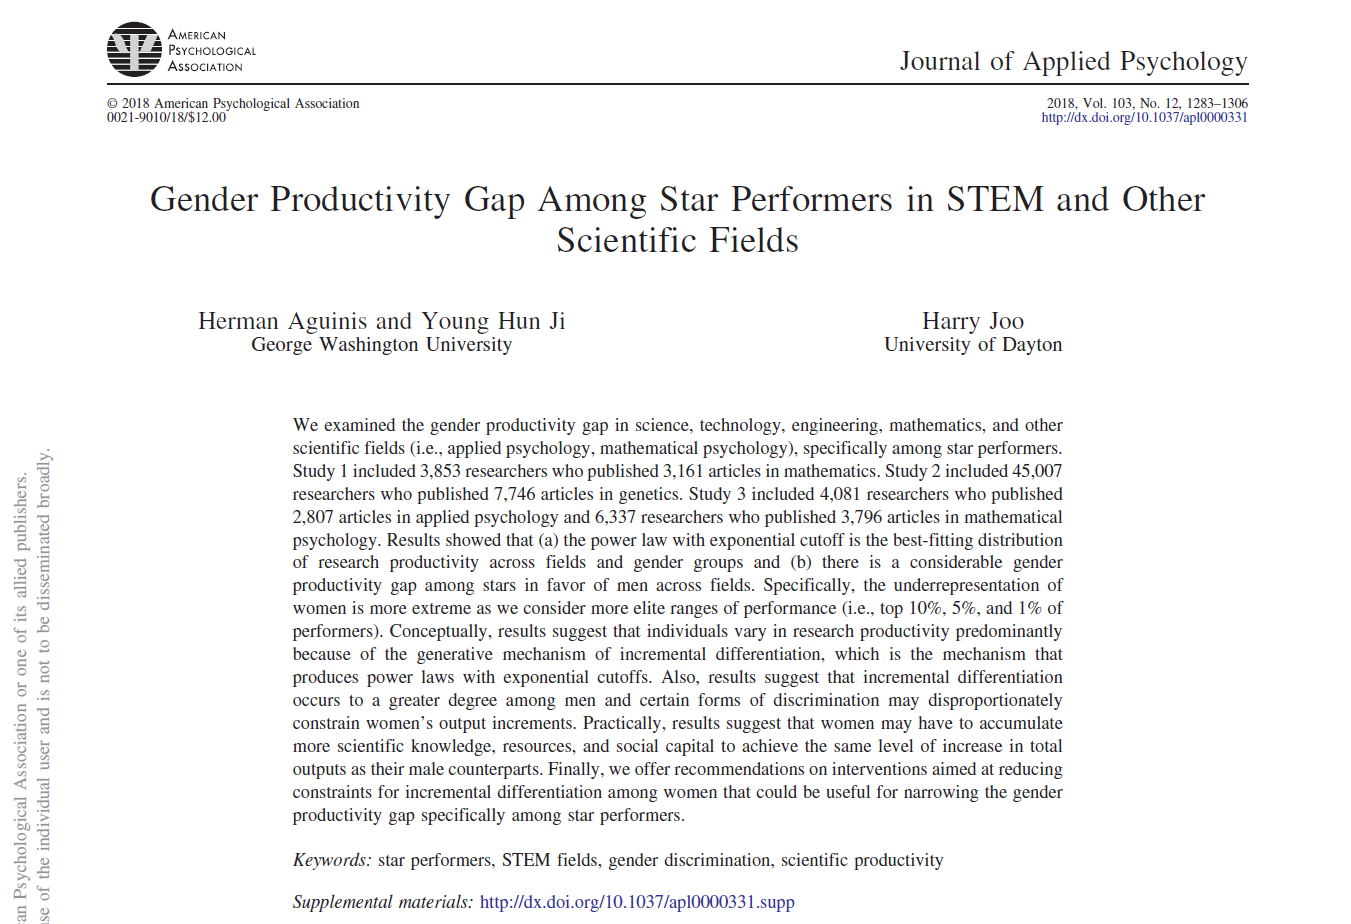 AMERICAN
PSYCHOLOGICAL
ASSOCIATION
Journal of Applied Psychology
© 2018 American Psychological Association
0021-9010/18/$12.00
2018, Vol. 103, No. 12, 1283–1306
http://dx.doi.org/10.1037/apl0000331
Gender Productivity Gap Among Star Performers in STEM and Other
Scientific Fields
Herman Aguinis and Young Hun Ji
George Washington University
Harry Joo
University of Dayton
We examined the gender productivity gap in science, technology, engineering, mathematics, and other
scientific fields (i.e., applied psychology, mathematical psychology), specifically among star performers.
Study 1 included 3,853 researchers who published 3,161 articles in mathematics. Study 2 included 45,007
researchers who published 7,746 articles in genetics. Study 3 included 4,081 researchers who published
2,807 articles in applied psychology and 6,337 researchers who published 3,796 articles in mathematical
psychology. Results showed that (a) the power law with exponential cutoff is the best-fitting distribution
of research productivity across fields and gender groups and (b) there is a considerable gender
productivity gap among stars in favor of men across fields. Specifically, the underrepresentation of
women is more extreme as we consider more elite ranges of performance (i.e., top 10%, 5%, and 1% of
performers). Conceptually, results suggest that individuals vary in research productivity predominantly
because of the generative mechanism of incremental differentiation, which is the mechanism that
produces power laws with exponential cutoffs. Also, results suggest that incremental differentiation
occurs to a greater degree among men and certain forms of discrimination may disproportionately
constrain women's output increments. Practically, results suggest that women may have to accumulate
more scientific knowledge, resources, and social capital to achieve the same level of increase in total
outputs as their male counterparts. Finally, we offer recommendations on interventions aimed at reducing
constraints for incremental differentiation among women that could be useful for narrowing the gender
productivity gap specifically among star performers.
Keywords: star performers, STEM fields, gender discrimination, scientific productivity
Supplemental materials: http://dx.doi.org/10.1037/apl0000331.supp
Psychological Association or one of its allied publishers.
of the individual user and is not to be disseminated broadly.